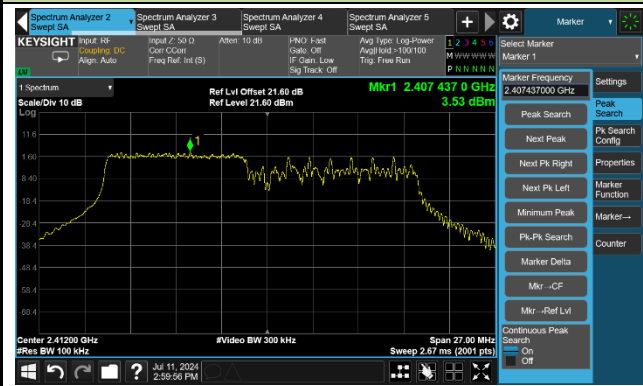 Spectrum Analyzer 2
Swept SA
Spectrum Analyzer 3
Swept SA
Spectrum Analyzer 4
Swept SA
Spectrum Analyzer 5
Swept SA
Marker
KEYSIGHT
Input: RF
Coupling: DC
Align: Auto
Input Z: 50 Ω
Corr CCorr
Freq Ref: Int (S)
Atten: 10 dB
PNO: Fast
Gate: Off
IF Gain: Low
Sig Track: Off
Avg Type: Log-Power
Avg|Hold:>100/100
Trig: Free Run
1 2 3 4 5 6
M W W W W W
P N N N N N
Select Marker
Marker 1
LVI
1 Spectrum
Scale/Div 10 dB
Log
Ref Lvl Offset 21.60 dB
Ref Level 21.60 dBm
Mkr1 2.407 437 0 GHz
3.53 dBm
1
11.6
1.60
-8.40
-18.4
-28.4
-38.4
-48.4
-58.4
-68.4
Center 2.41200 GHz
#Res BW 100 kHz
#Video BW 300 kHz
Span 27.00 MHz
Sweep 2.67 ms (2001 pts)
Marker Frequency
2.407437000 GHz
Peak Search
Next Peak
Next Pk Right
Next Pk Left
Minimum Peak
Pk-Pk Search
Marker Delta
Mkr→CF
Mkr→Ref Lvl
Continuous Peak
Search
On
Off
Settings
Peak
Search
Pk Search
Config
Properties
Marker
Function
Marker→
Counter
?
Jul 11, 2024
2:59:56 PM